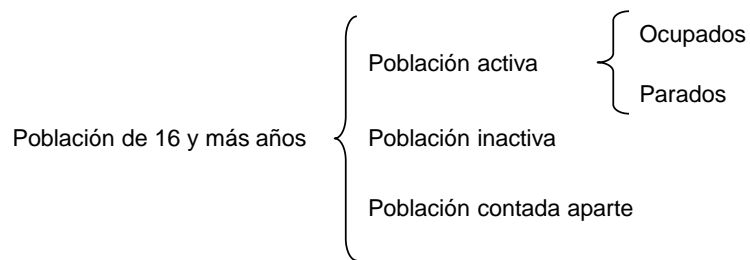 Población de 16 y más años
Población activa
Ocupados
Parados
Población inactiva
Población contada aparte